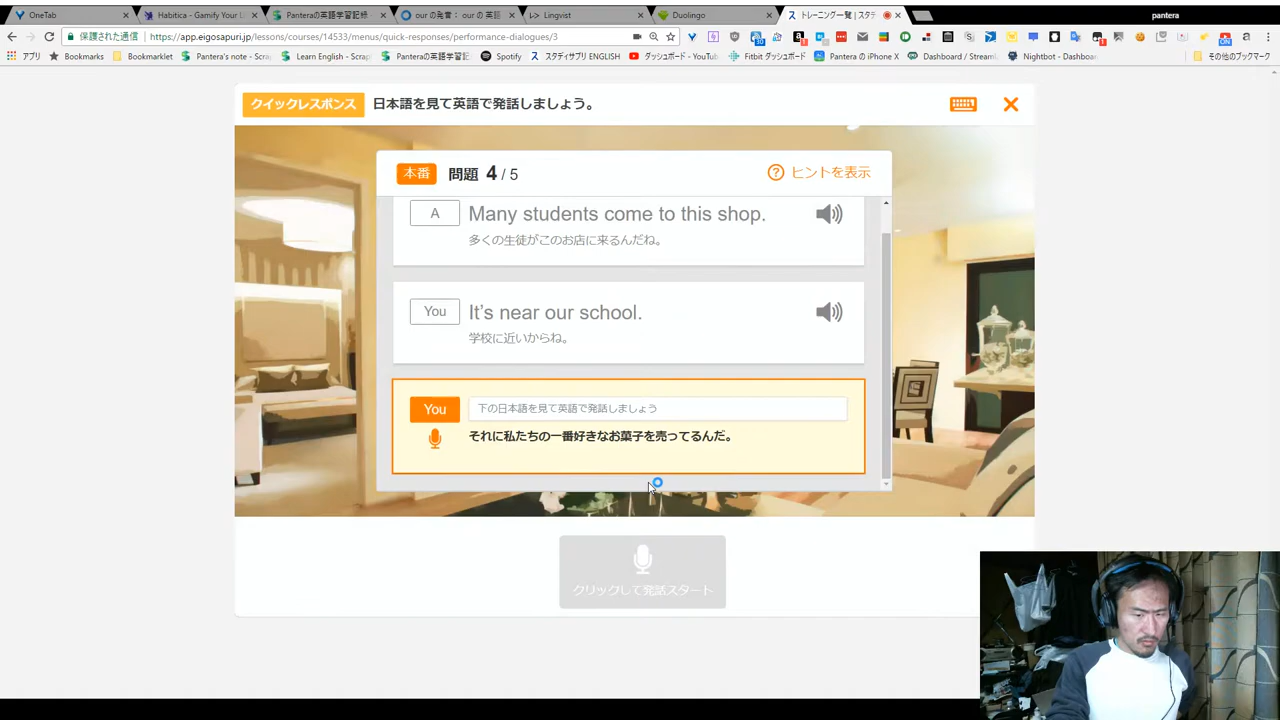 OneTab
Habitica - Gamify Your L
Panteraの英語学習記録
our の発音： our の 英語
Lingvist
Duolingo
トレーニング一覧 | スタデ
pantera
保護された通信
https://app.eigosapuri.jp/lessons/courses/14533/menus/quick-responses/performance-dialogues/3
アプリ
Bookmarks
Bookmarklet
Pantera's note - Scrap
Learn English - Scrap
Panteraの英語学習記
Spotify
スタディサプリ ENGLISH
ダッシュボード - YouTube
Fitbit ダッシュボード
Pantera の iPhone X
Dashboard / Streaml
Nightbot - Dashboa
その他のブックマーク
クイックレスポンス
日本語を見て英語で発話しましょう。
本番
問題 4 / 5
ヒントを表示
A
Many students come to this shop.
多くの生徒がこのお店に来るんだね。
You
It's near our school.
学校に近いからね。
You
下の日本語を見て英語で発話しましょう
それに私たちの一番好きなお菓子を売ってるんだ。
クリックして発話スタート